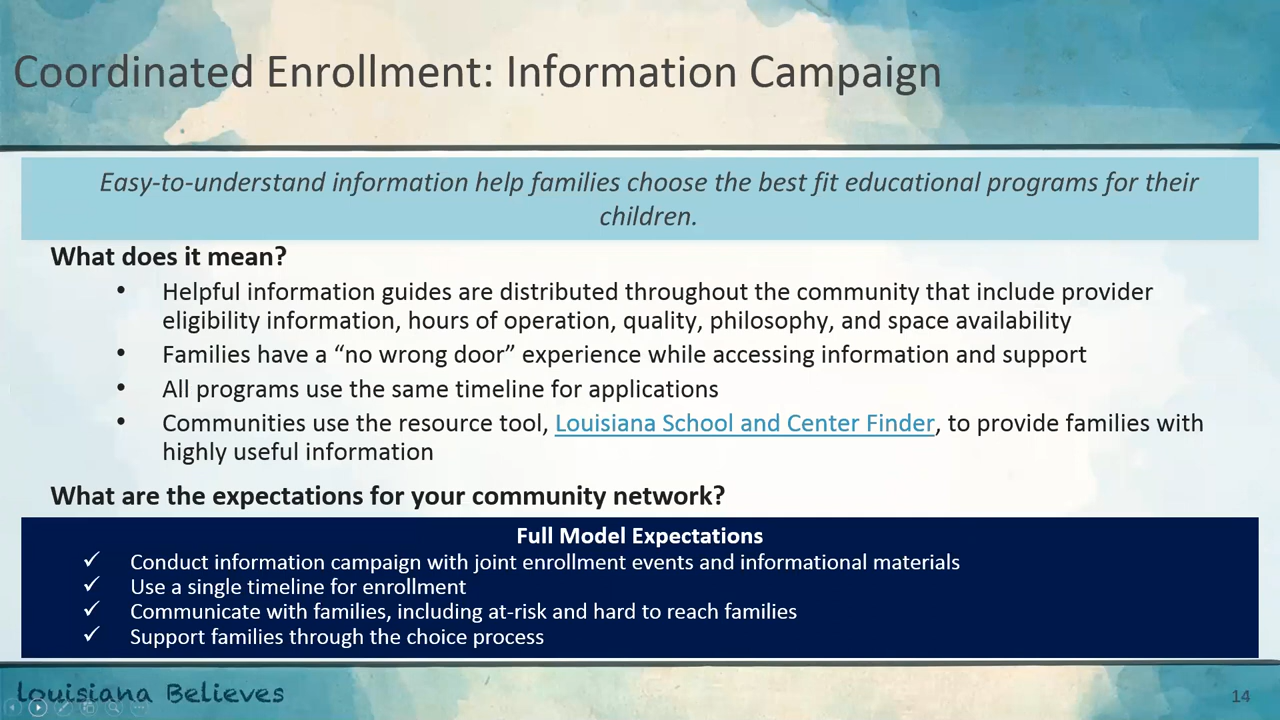 Coordinated Enrollment: Information Campaign
Easy-to-understand information help families choose the best fit educational programs for their
children.
What does it mean?
• Helpful information guides are distributed throughout the community that include provider
eligibility information, hours of operation, quality, philosophy, and space availability
• Families have a “no wrong door” experience while accessing information and support
• All programs use the same timeline for applications
• Communities use the resource tool, Louisiana School and Center Finder, to provide families with
highly useful information
What are the expectations for your community network?
Full Model Expectations
✓ Conduct information campaign with joint enrollment events and informational materials
✓ Use a single timeline for enrollment
✓ Communicate with families, including at-risk and hard to reach families
✓ Support families through the choice process
Louisiana Believes
14